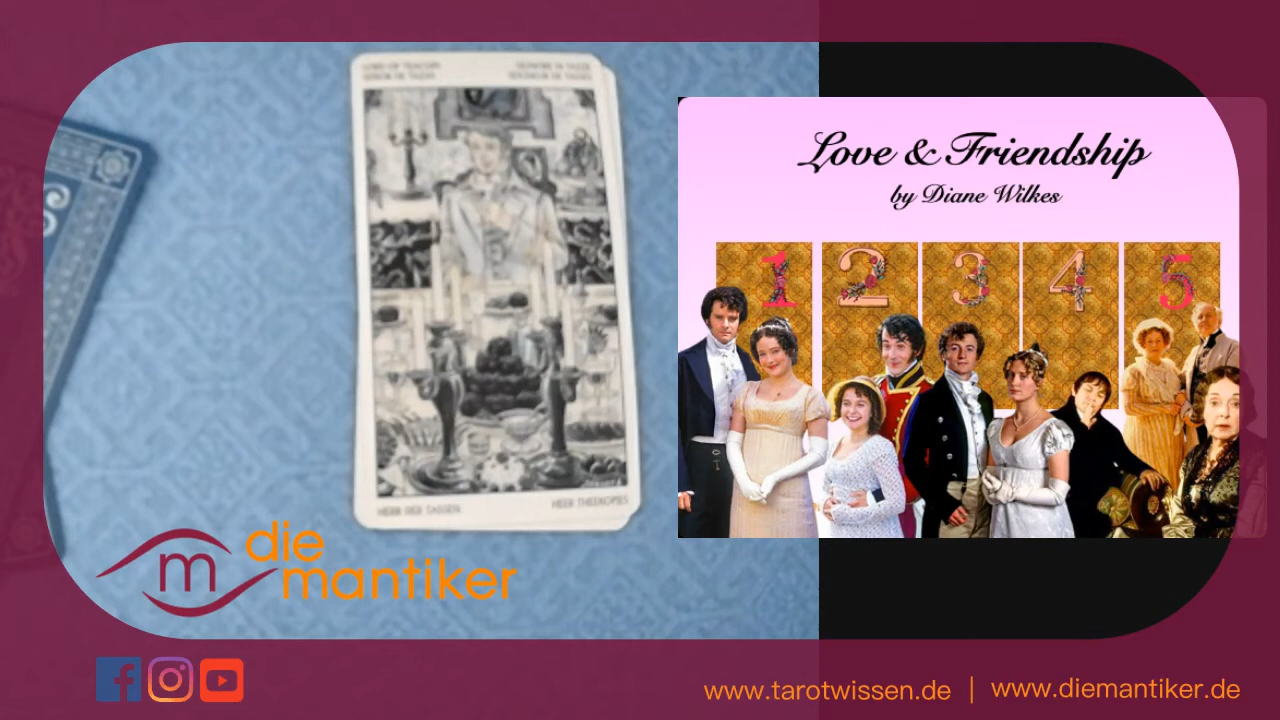 HERR DER TASSEN
HEER THEEKOPJES
Love & Friendship
by Diane Wilkes
1
2
3
4
5
m
die
mantiker
www.tarotwissen.de | www.diemantiker.de